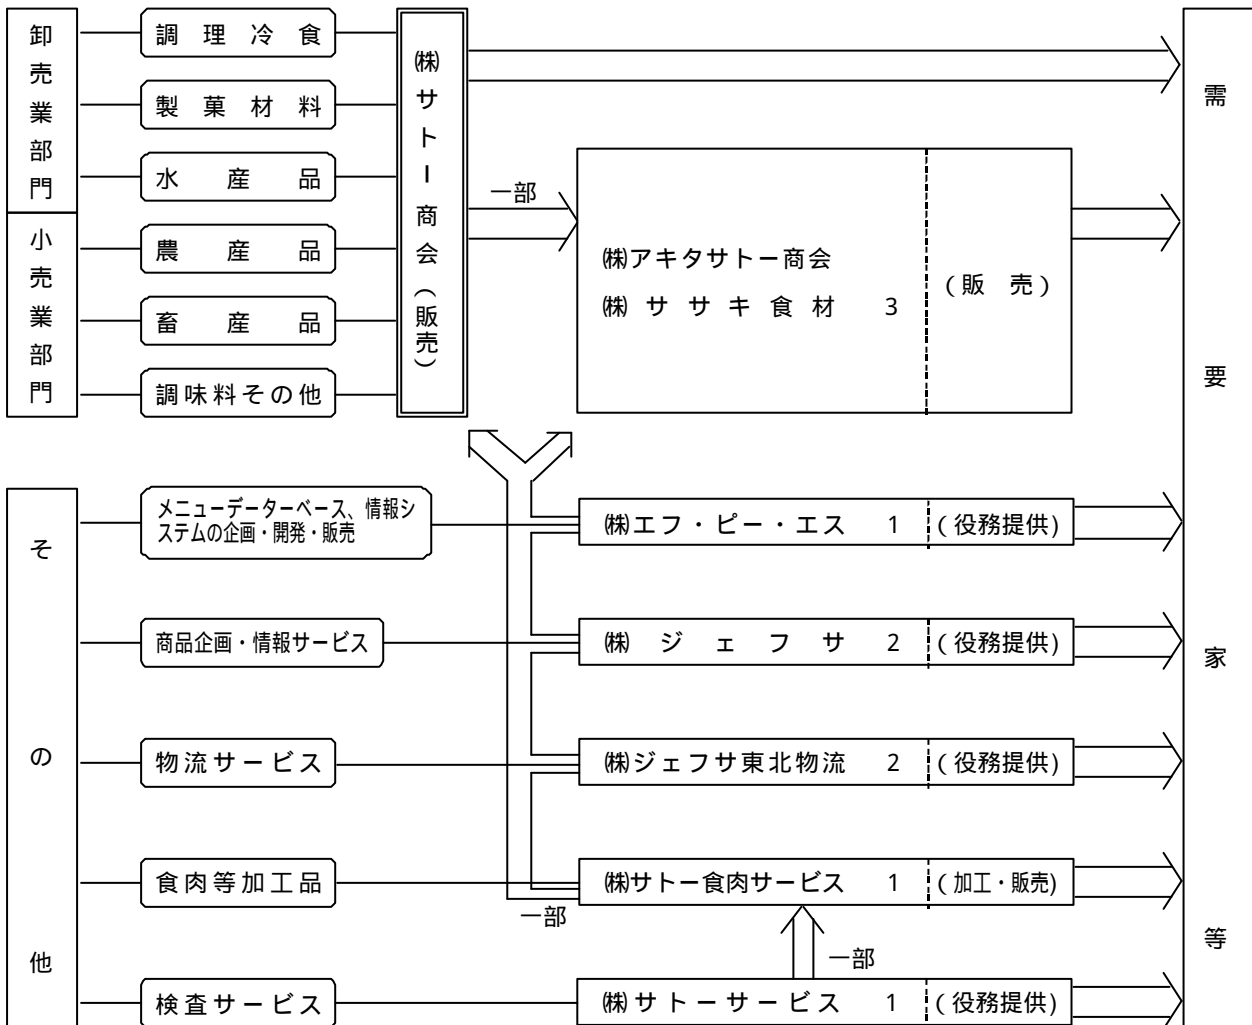 卸売業部門
小売業部門
調理冷食
製菓材料
水産品
農産品
畜産品
調味料その他
㈱サトー商会(販売)
一部
㈱アキタサトー商会
㈱ササキ食材 3
(販売)
需要家等
その他
メニューデーターベース、情報シ
ステムの企画・開発・販売
㈱エフ・ピー・エス 1 (役務提供)
商品企画・情報サービス
㈱ジェフサ 2 (役務提供)
物流サービス
㈱ジェフサ東北物流 2 (役務提供)
食肉等加工品
㈱サトー食肉サービス 1 (加工・販売)
一部
一部
検査サービス
㈱サトーサービス 1 (役務提供)